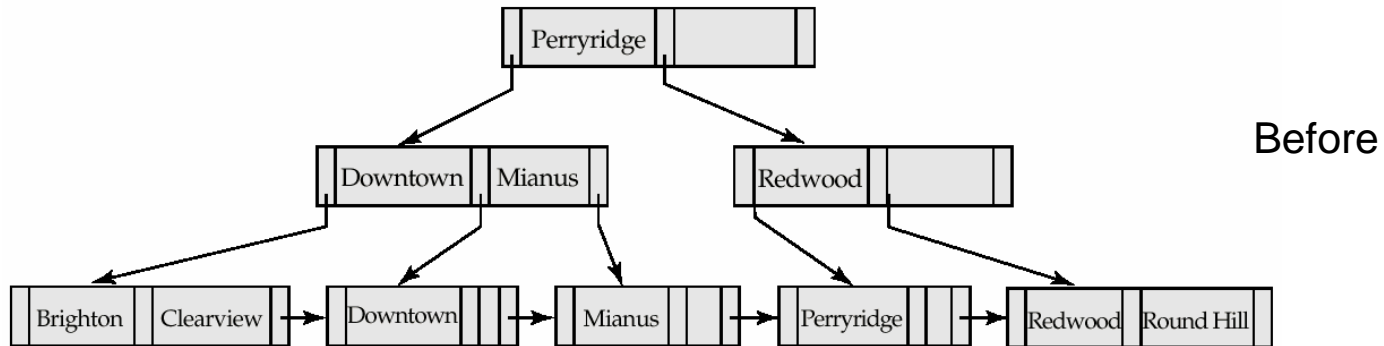 Perryridge
Before
Downtown Mianus
Redwood
Brighton Clearview
Downtown
Mianus
Perryridge
Redwood Round Hill